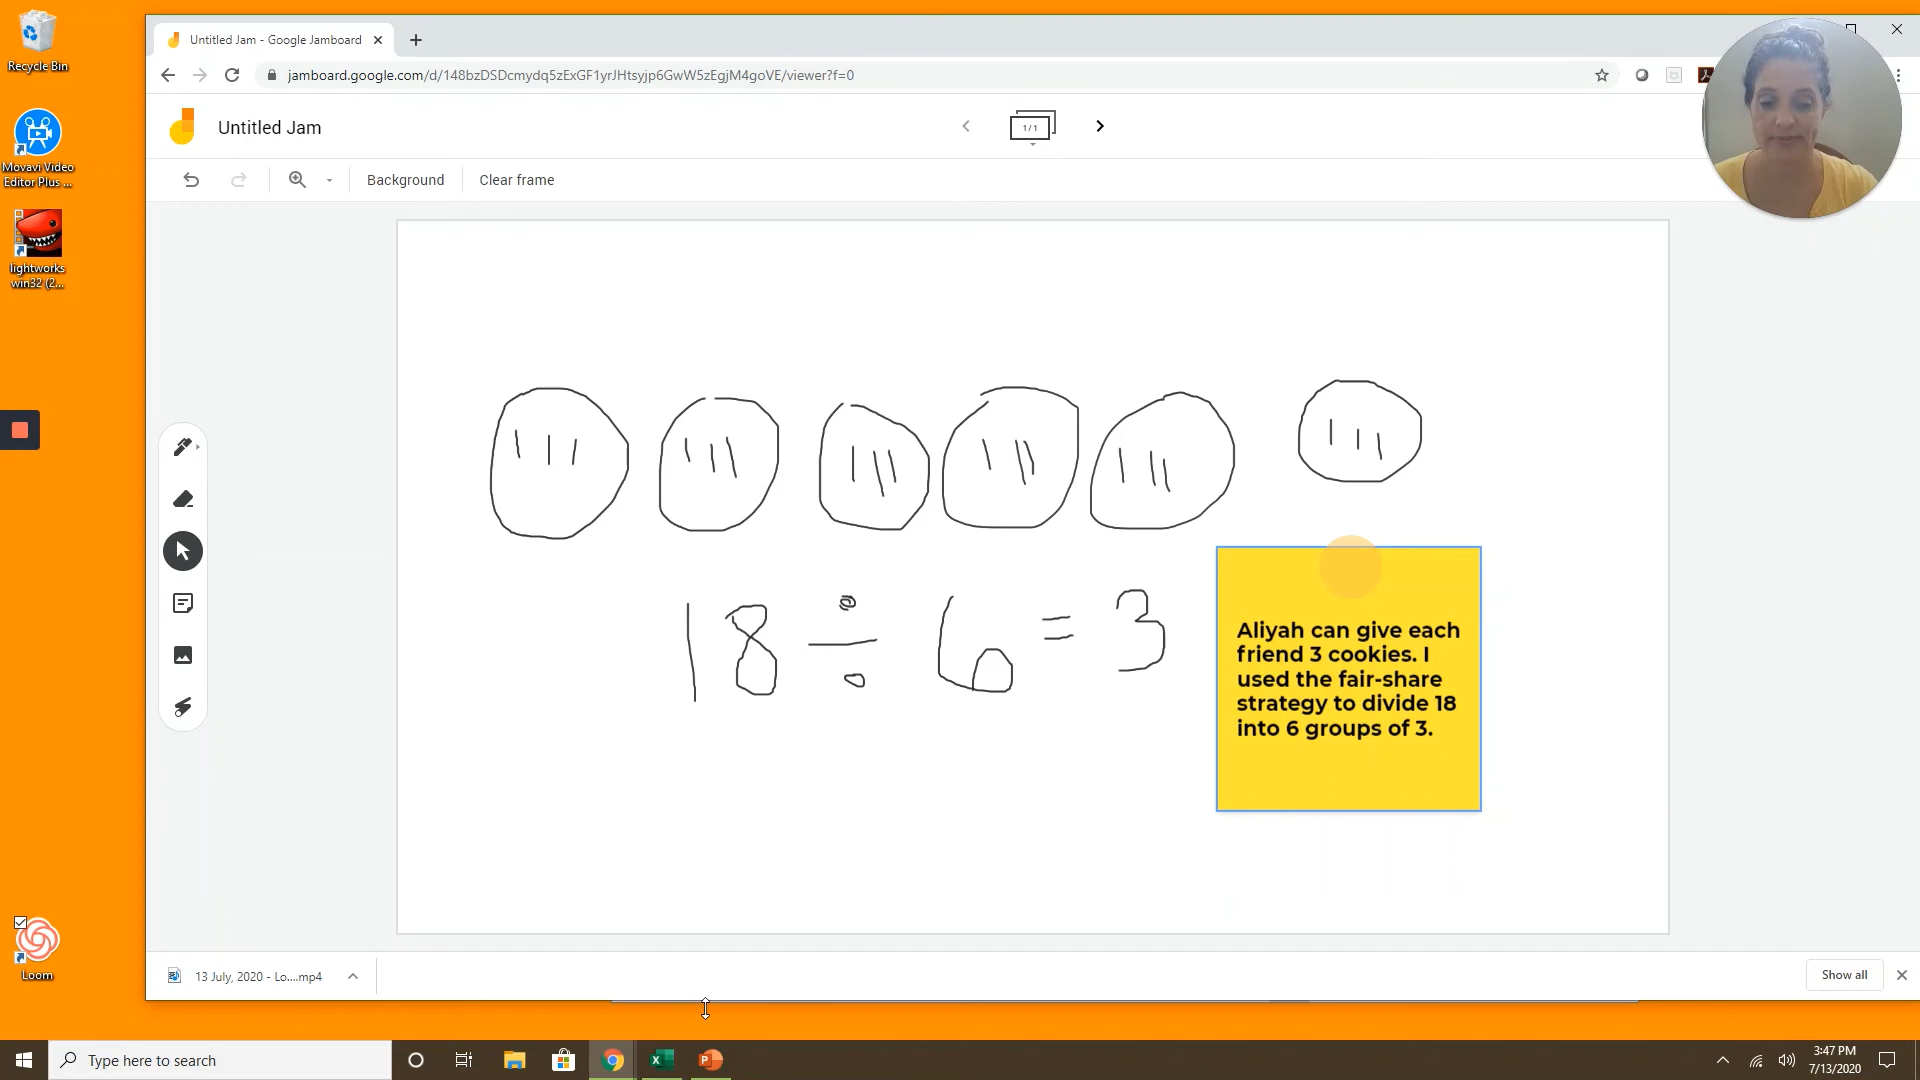 Recycle Bin
Untitled Jam - Google Jamboard
jamboard.google.com/d/148bzDSDcmydq5zExGF1yrJHtsyjp6GwW5zEgjM4goVE/viewer?f=0
Movavi Video
Editor Plus ...
Untitled Jam
1/1
Background
Clear frame
lightworks
win32 (2...
18 ÷ 6 = 3
Aliyah can give each
friend 3 cookies. I
used the fair-share
strategy to divide 18
into 6 groups of 3.
Loom
13 July, 2020 - Lo....mp4
Show all
Type here to search
3:47 PM
7/13/2020